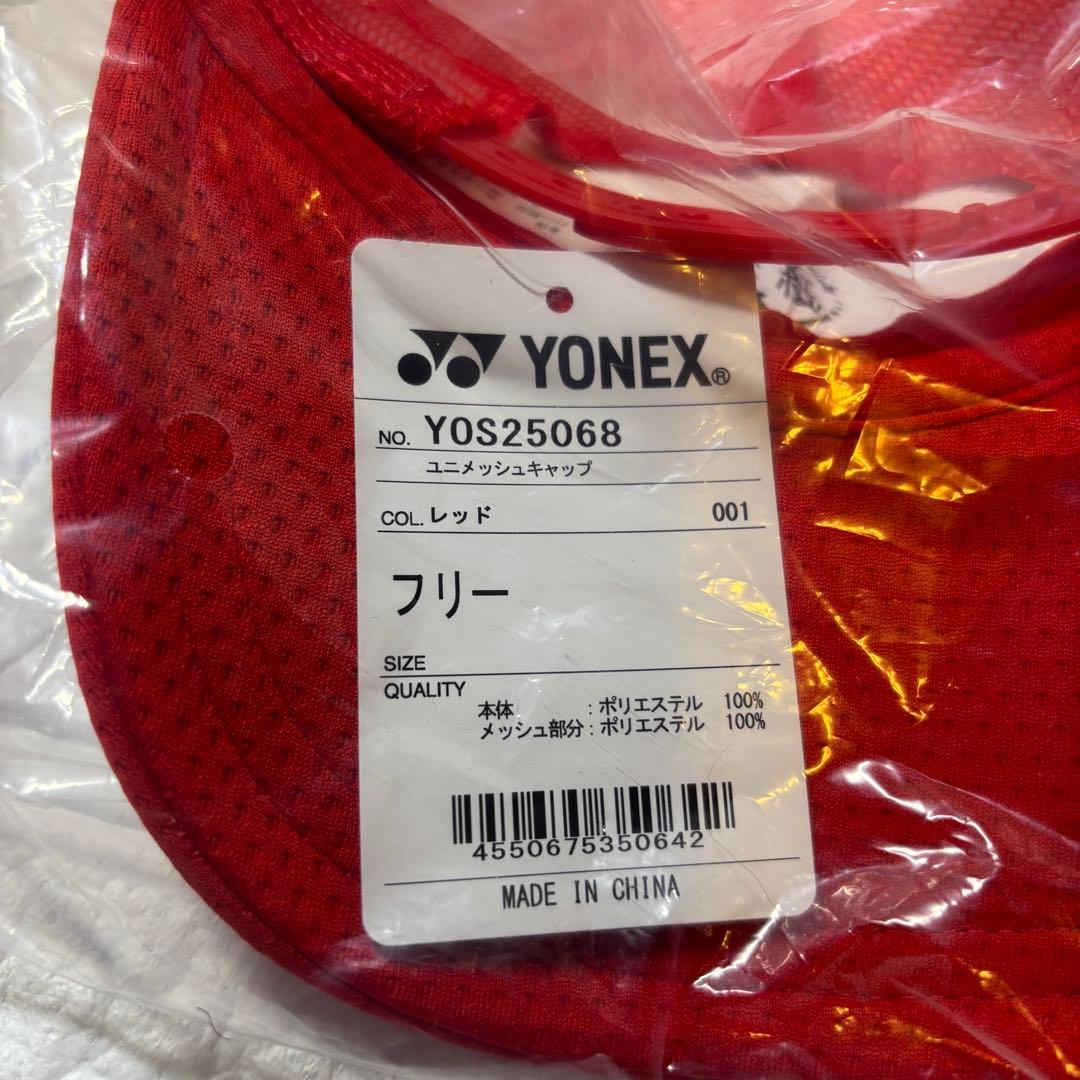 YONEX®
NO. YOS25068
ユニメッシュキャップ
COL. レッド 001
フリー
SIZE
QUALITY
本体 : ポリエステル 100%
メッシュ部分 : ポリエステル 100%
4550675350642
MADE IN CHINA